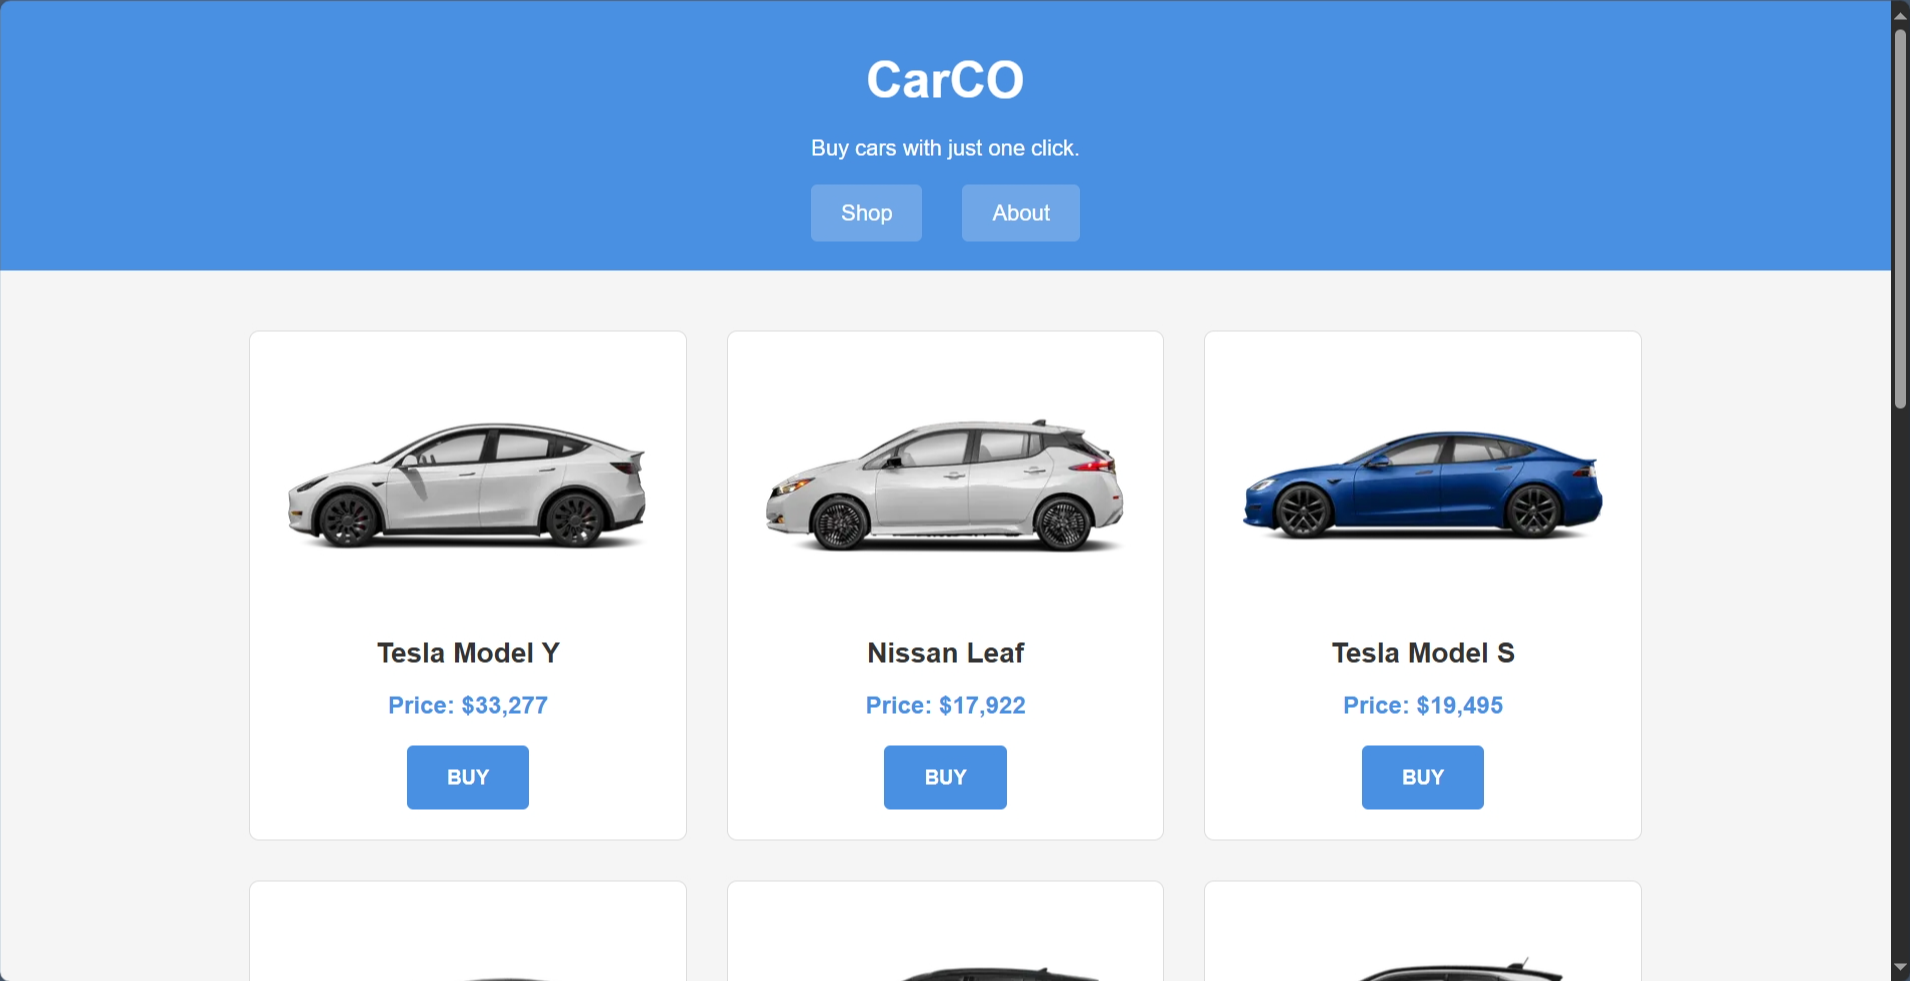 CarCO
Buy cars with just one click.
Shop
About
Tesla Model Y
Price: $33,277
BUY
Nissan Leaf
Price: $17,922
BUY
Tesla Model S
Price: $19,495
BUY